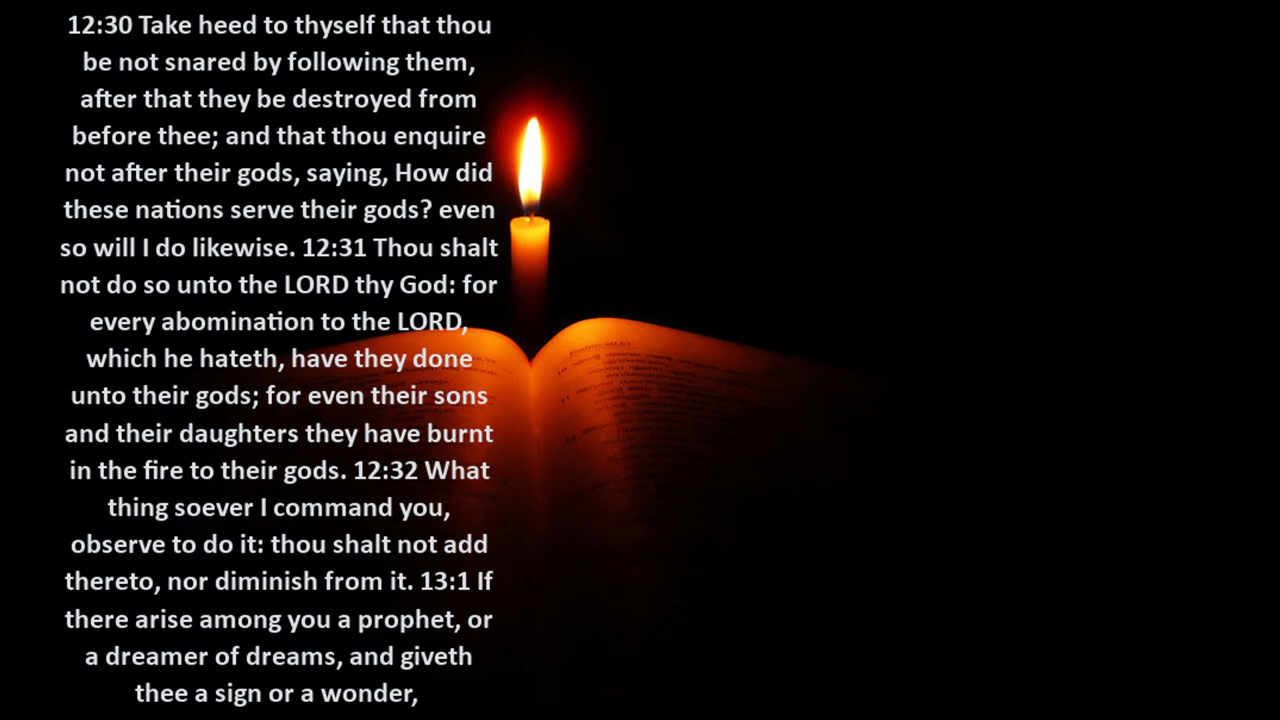 12:30 Take heed to thyself that thou
be not snared by following them,
after that they be destroyed from
before thee; and that thou enquire
not after their gods, saying, How did
these nations serve their gods? even
so will I do likewise. 12:31 Thou shalt
not do so unto the LORD thy God: for
every abomination to the LORD,
which he hateth, have they done
unto their gods; for even their sons
and their daughters they have burnt
in the fire to their gods. 12:32 What
thing soever I command you,
observe to do it: thou shalt not add
thereto, nor diminish from it. 13:1 If
there arise among you a prophet, or
a dreamer of dreams, and giveth
thee a sign or a wonder,